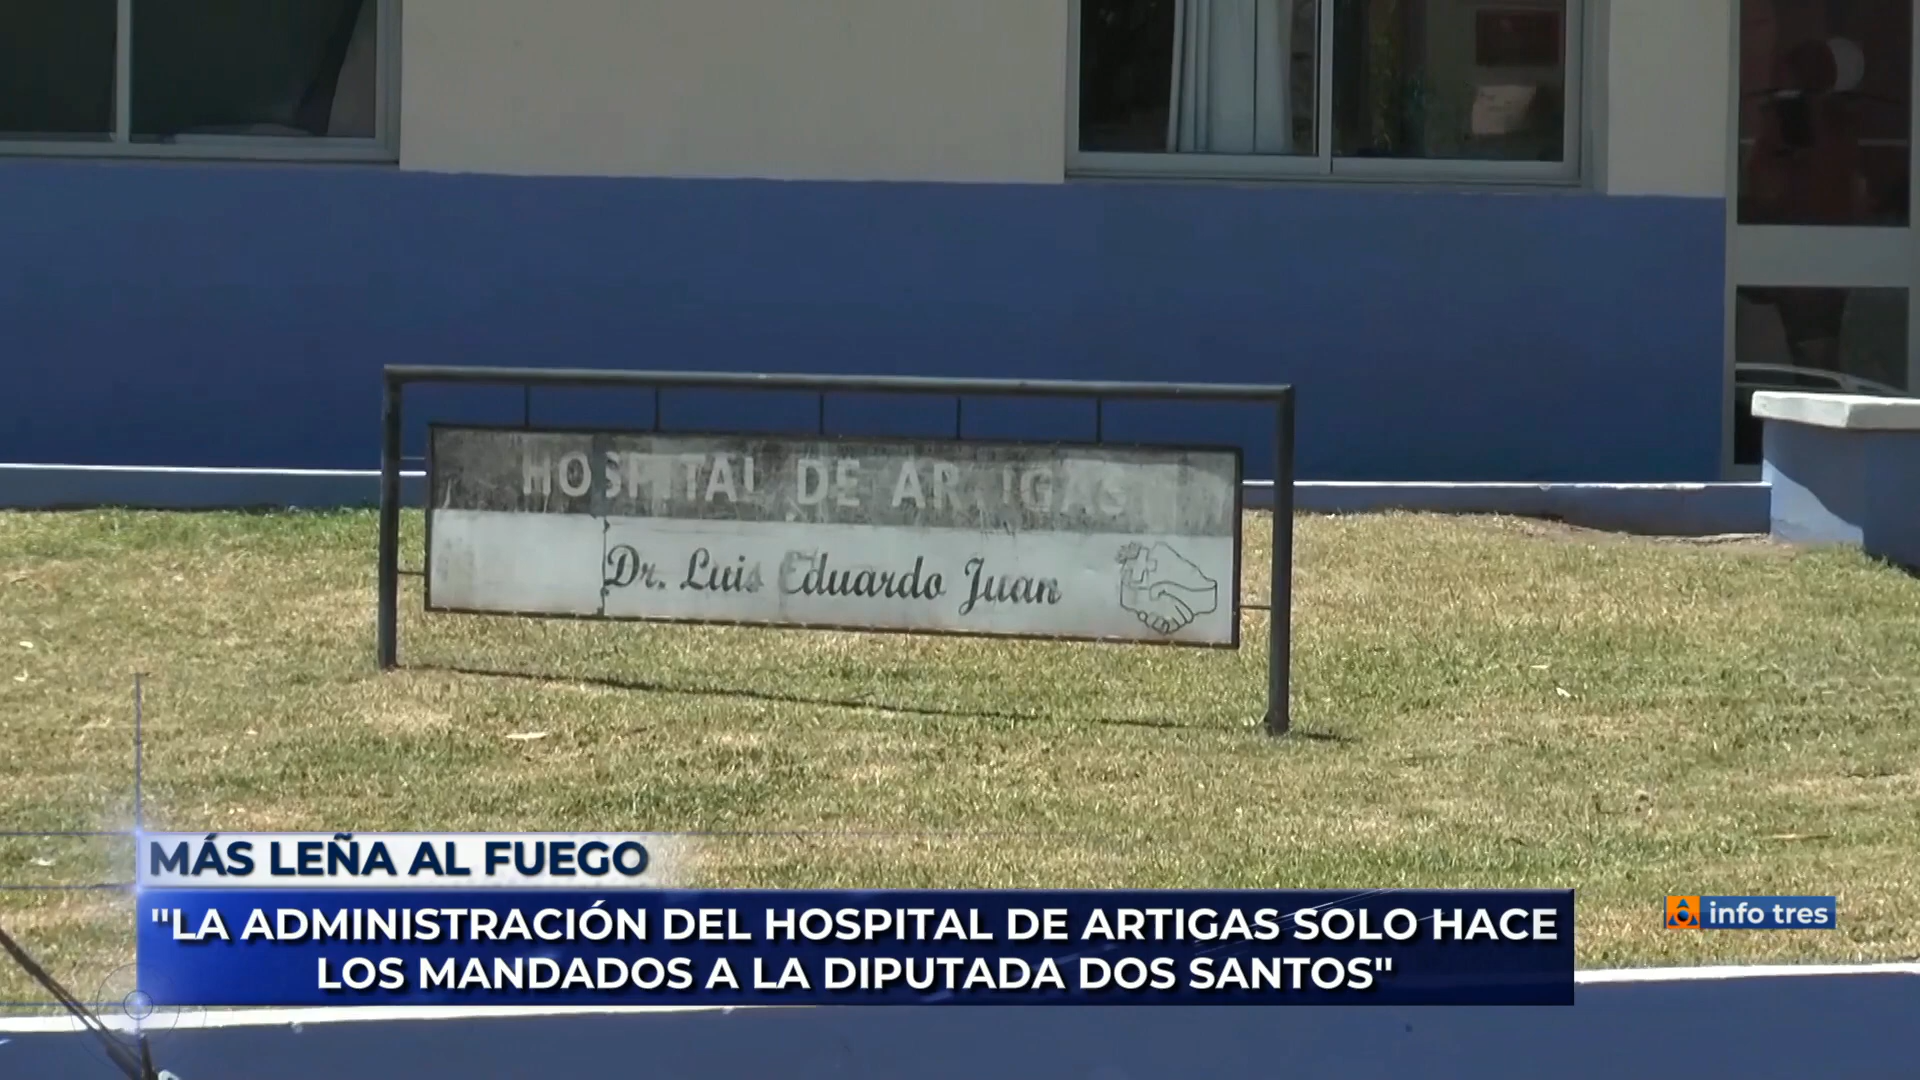 HOSPITAL DE ARTIGAS
Dr. Luis Eduardo Juan
MÁS LEÑA AL FUEGO
"LA ADMINISTRACIÓN DEL HOSPITAL DE ARTIGAS SOLO HACE
LOS MANDADOS A LA DIPUTADA DOS SANTOS"
info tres